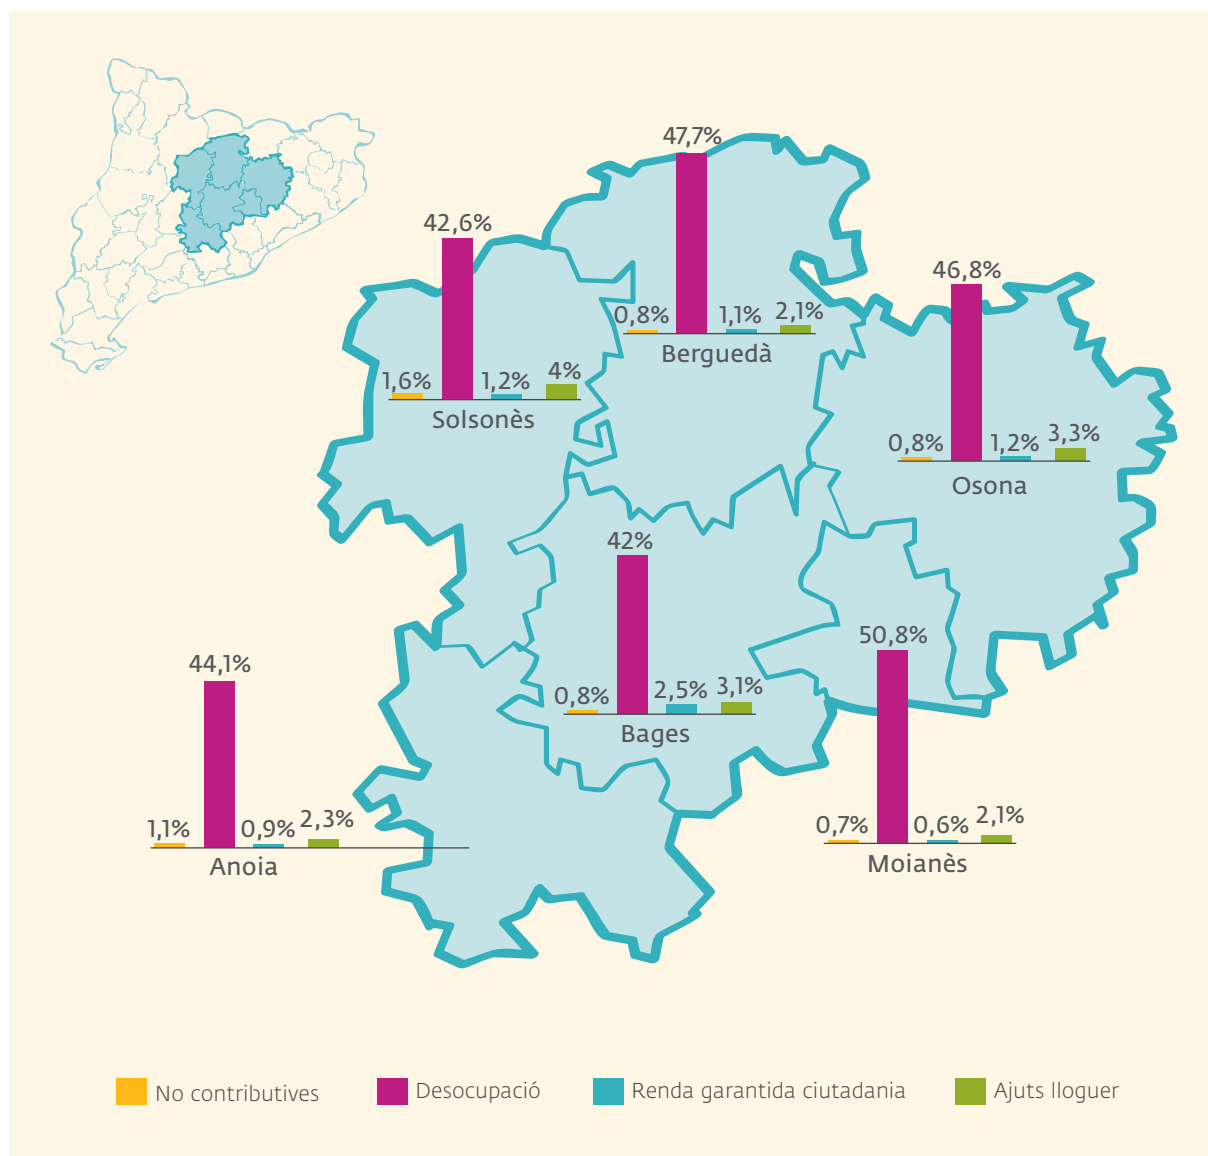 47,7%
0,8%
1,1%
2,1%
Berguedà
42,6%
1,6%
1,2%
4%
Solsonès
46,8%
0,8%
1,2%
3,3%
Osona
42%
0,8%
2,5%
3,1%
Bages
50,8%
0,7%
0,6%
2,1%
Moianès
44,1%
1,1%
0,9%
2,3%
Anoia
No contributives
Desocupació
Renda garantida ciutadania
Ajuts lloguer